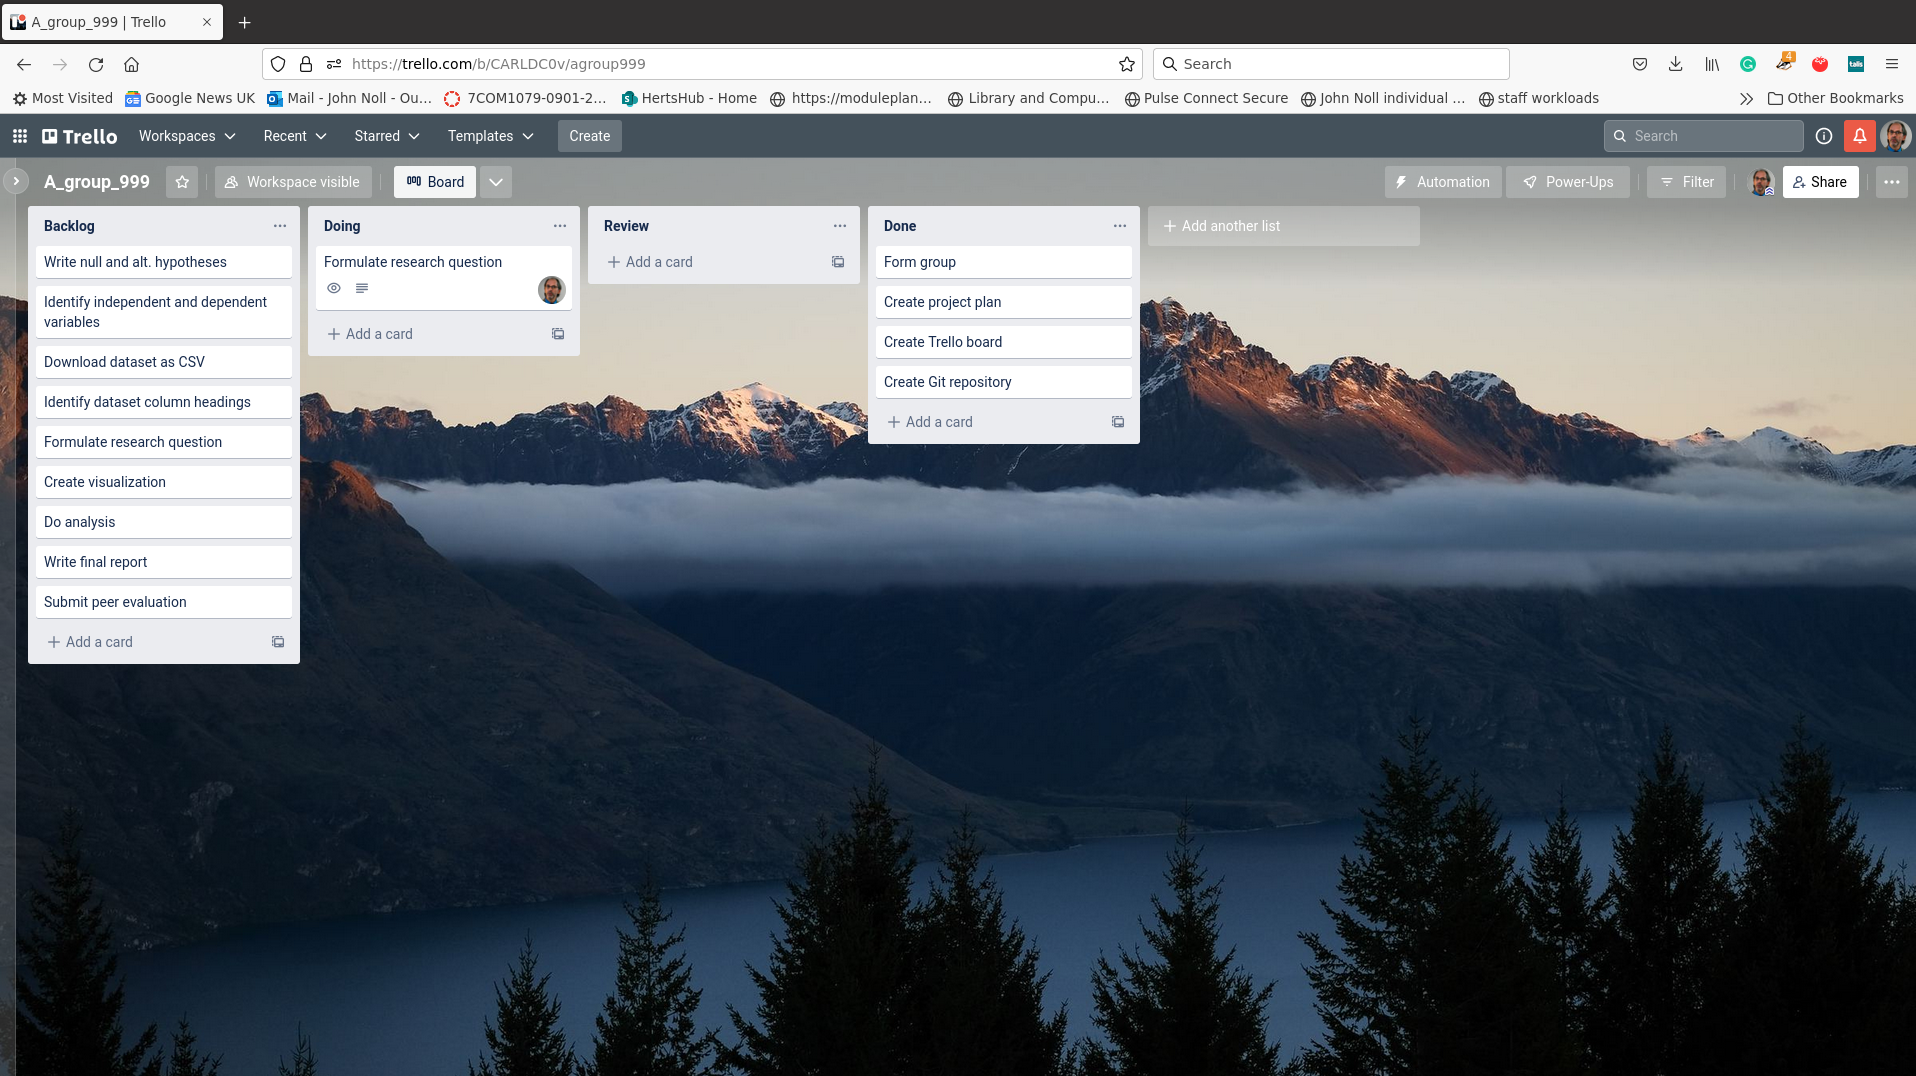 A_group_999 | Trello
https://trello.com/b/CARLDC0v/agroup999
Search
4
talis
Most Visited
Google News UK
Mail - John Noll - Ou...
7COM1079-0901-2...
HertsHub - Home
https://moduleplan...
Library and Compu...
Pulse Connect Secure
John Noll individual ...
staff workloads
Other Bookmarks
Trello
Workspaces
Recent
Starred
Templates
Create
Search
A_group_999
Workspace visible
Board
Automation
Power-Ups
Filter
Share
Backlog
Write null and alt. hypotheses
Identify independent and dependent
variables
Download dataset as CSV
Identify dataset column headings
Formulate research question
Create visualization
Do analysis
Write final report
Submit peer evaluation
+ Add a card
Doing
Formulate research question
+ Add a card
Review
+ Add a card
Done
Form group
Create project plan
Create Trello board
Create Git repository
+ Add a card
+ Add another list